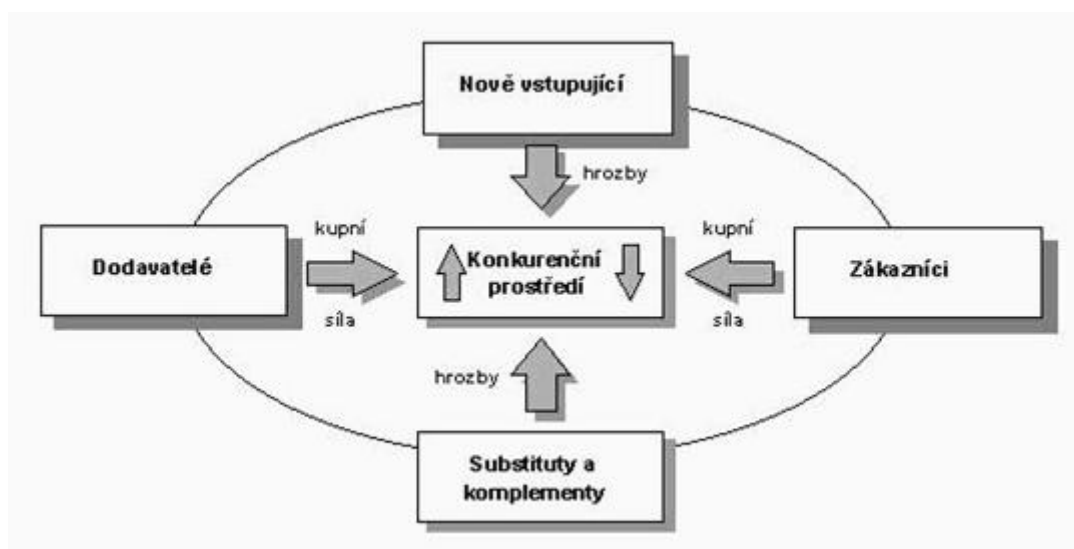 Nově vstupující
hrozby
kupní
síla
Dodavatelé
Konkurenční
prostředí
kupní
síla
Zákazníci
hrozby
Substituty a
komplementy